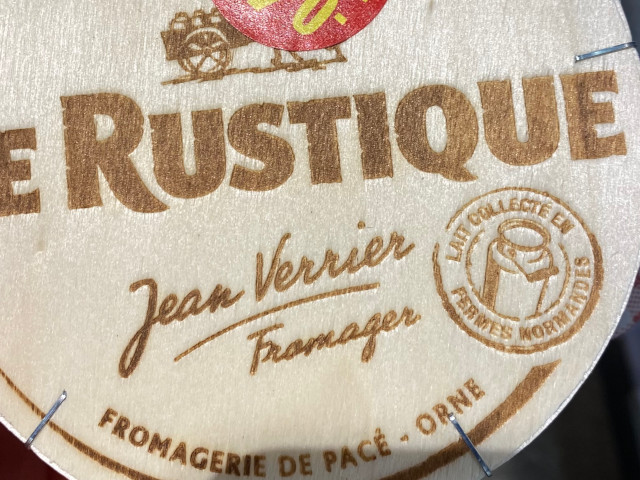 E RUSTIQUE
Jean Verrier
Fromager
LAIT COLLECTÉ EN
FERMES NORMANDES
FROMAGERIE DE PACÉ - ORNE